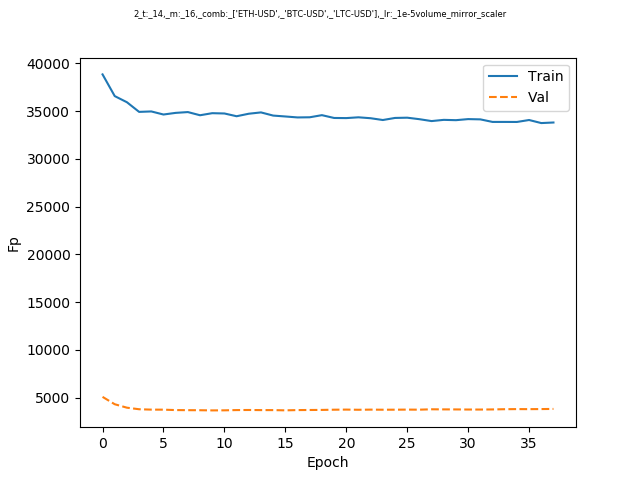 2_t:_14,_m:_16,_comb:_['ETH-USD',_'BTC-USD',_'LTC-USD'],_lr:_1e-5volume_mirror_scaler
40000
35000
30000
25000
20000
15000
10000
5000
Fp
Train
Val
0 5 10 15 20 25 30 35
Epoch